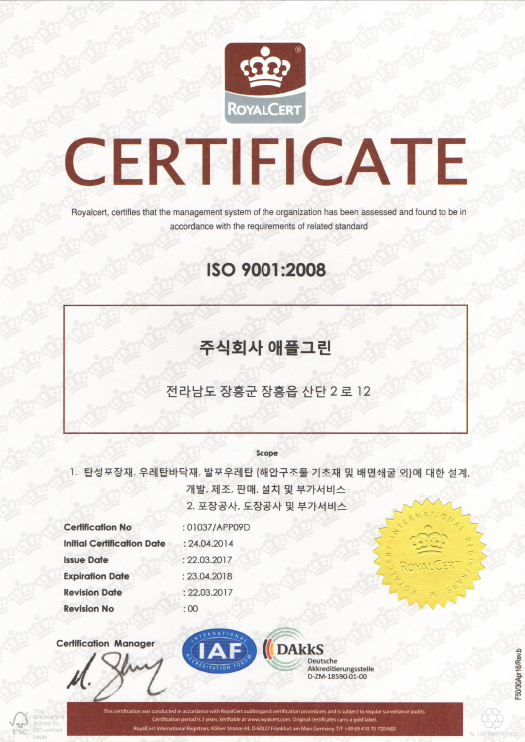 ®
ROYALCERT
CERTIFICATE
Royalcert, certifies that the management system of the organization has been assessed and found to be in
accordance with the requirements of related standard
ISO 9001:2008
주식회사 애플그린
전라남도 장흥군 장흥읍 산단 2 로 12
Scope
1. 탄성포장재, 우레탄바닥재, 발포우레탄 (해안구조물 기초재 및 배면쇄굴 외)에 대한 설계,
개발, 제조, 판매, 설치 및 부가서비스
2. 포장공사, 도장공사 및 부가서비스
Certification No : 01037/APP09D
Initial Certification Date : 24.04.2014
Issue Date : 22.03.2017
Expiration Date : 23.04.2018
Revision Date : 22.03.2017
Revision No : 00
ROYALCERT INTERNATIONAL REGISTRARS
ROYALCERT
Certification Manager
INTERNATIONAL
IAF
ACCREDITATION FORUM
DAkkS
Deutsche
Akkreditierungsstelle
D-ZM-18590-01-00
F50/30Apr16/Rev.b
FSC
This certification was conducted in accordance with RoyalCert auditing and certification procedures and is subject to regular surveillance audits.
Certification period is 3 years. Verifiable at www.royalcert.com. Original certificates carry a gold label.
RoyalCert International Registrars, Kölner Strasse 44, D-60327 Frankfurt am Main Germany T/F +49 69 410 70 720/683
% 100 RECYCLED